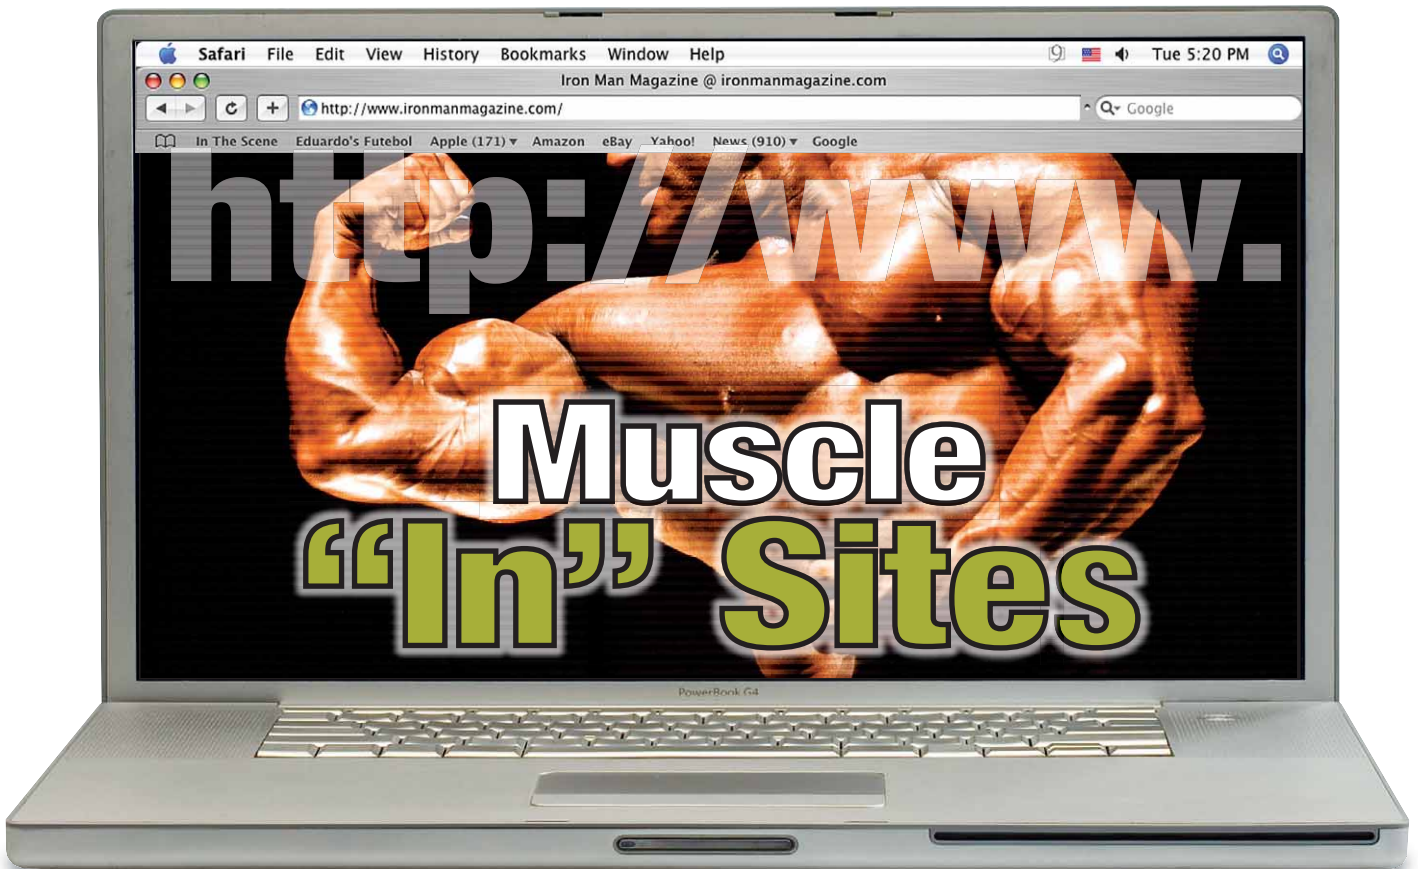 Safari File Edit View History Bookmarks Window Help Tue 5:20 PM
Iron Man Magazine @ ironmanmagazine.com
http://www.ironmanmagazine.com/ Google
In The Scene Eduardo's Futebol Apple (171) Amazon eBay Yahoo! News (910) Google
http://www.
Muscle
“In” Sites
PowerBook G4